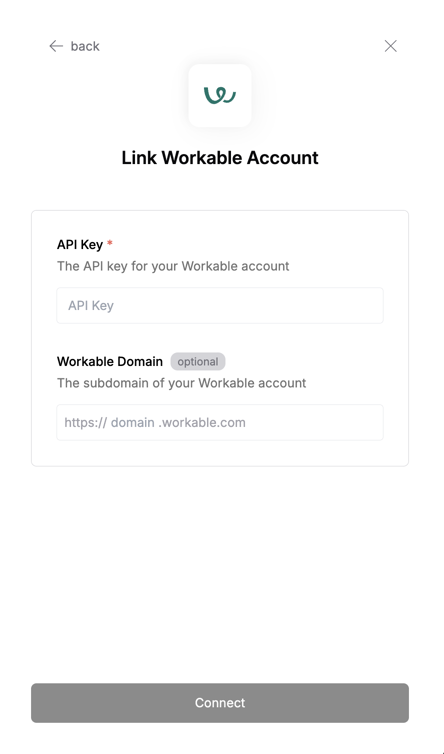 back
Link Workable Account
API Key *
The API key for your Workable account
API Key
Workable Domain optional
The subdomain of your Workable account
https:// domain .workable.com
Connect